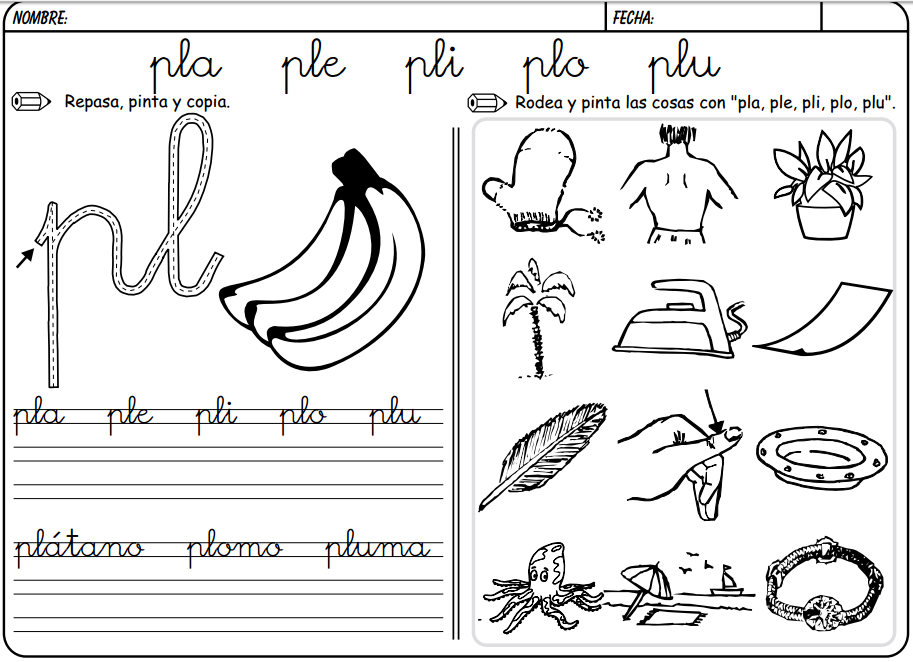 NOMBRE:
FECHA:
pla ple pli plo plu
Repasa, pinta y copia.
Rodea y pinta las cosas con "pla, ple, pli, plo, plu".
pl
pla ple pli plo plu
plátano plomo pluma